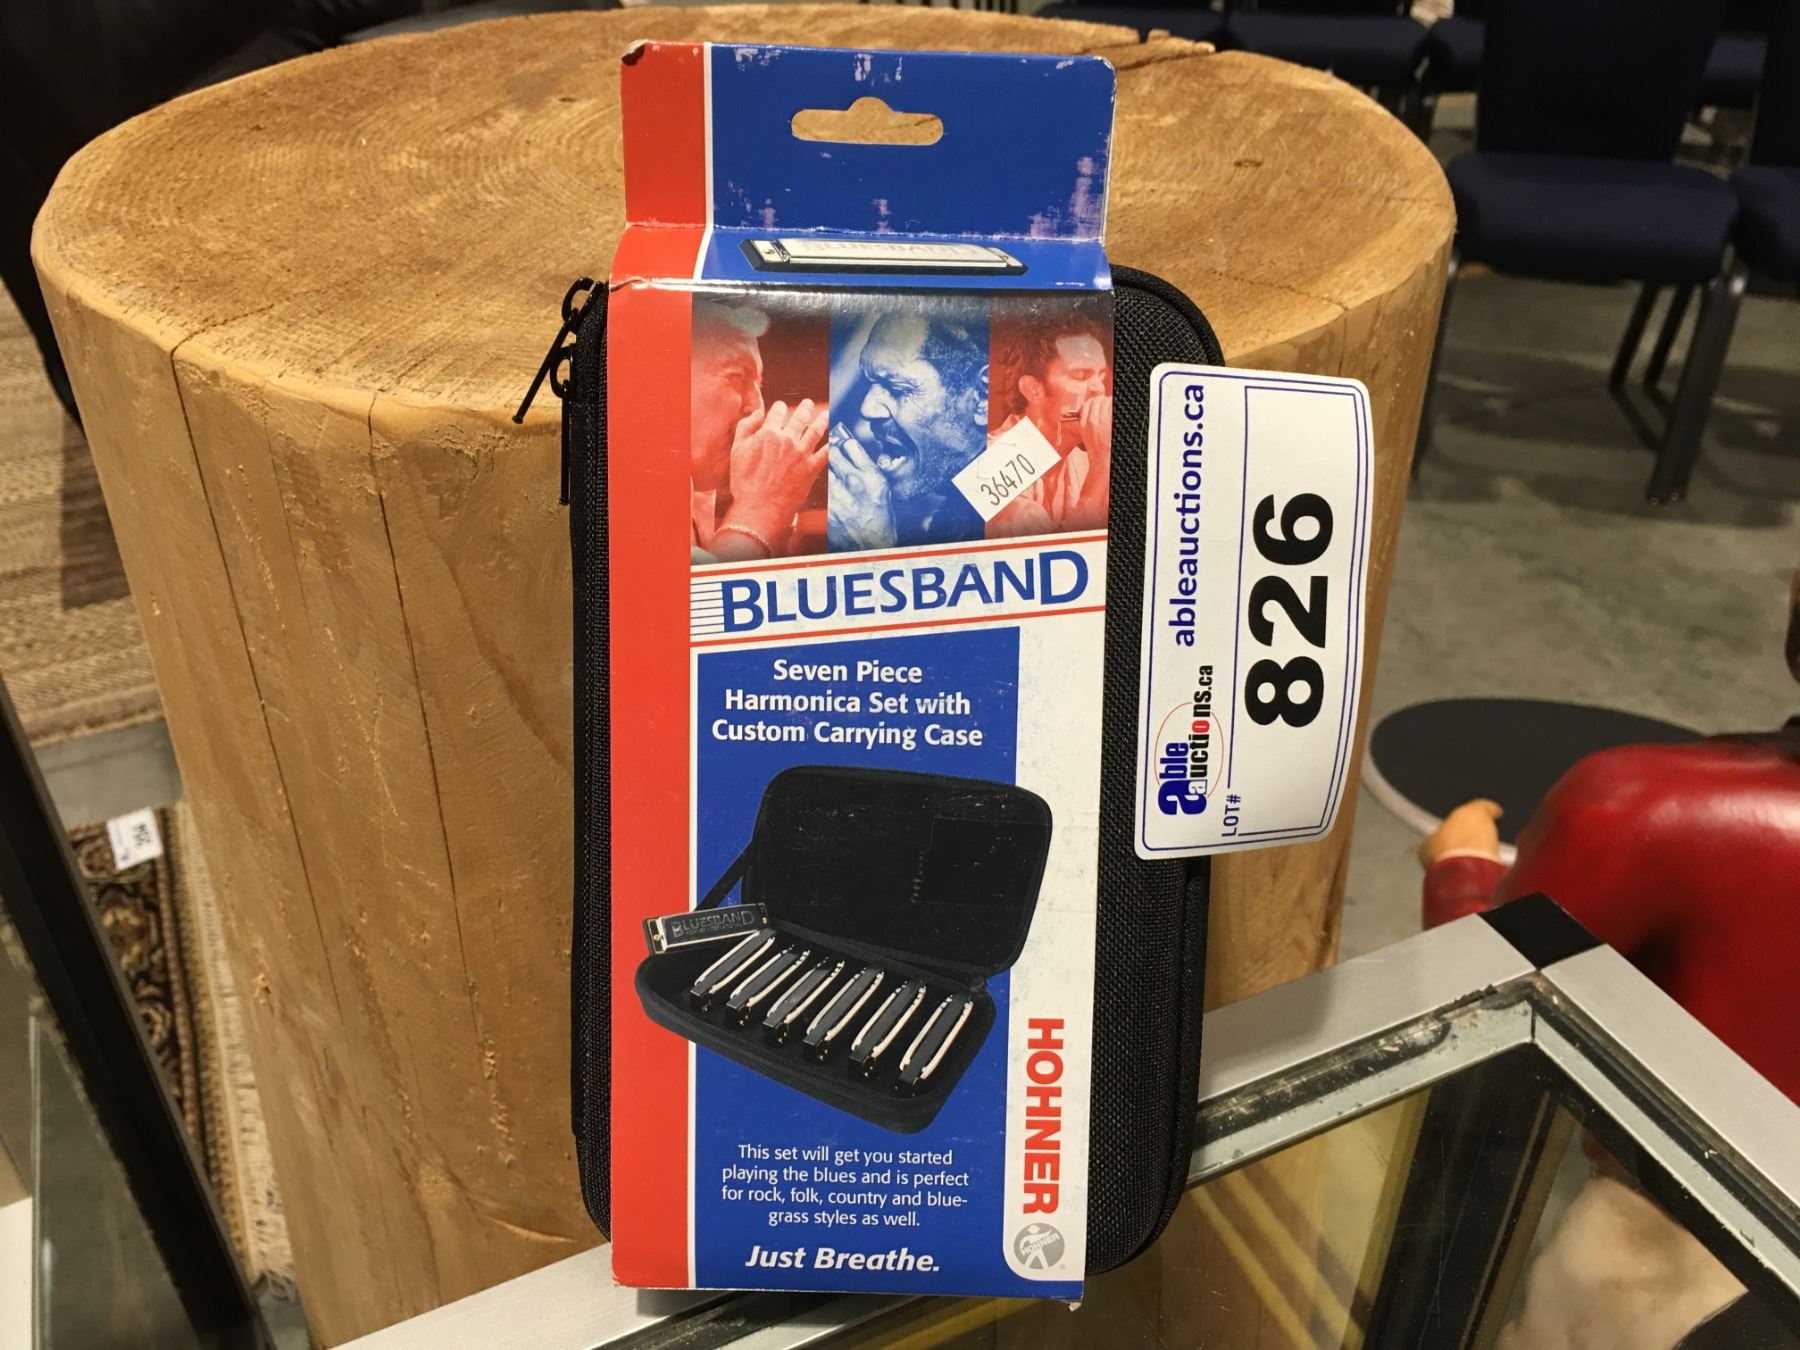 BLUESBAND
36470
BLUESBAND
Seven Piece
Harmonica Set with
Custom Carrying Case
BLUESBAND
This set will get you started
playing the blues and is perfect
for rock, folk, country and blue-
grass styles as well.
Just Breathe.
HOHNER
HOHNER
ableauctions.ca
able
auctions.ca
LOT#
826